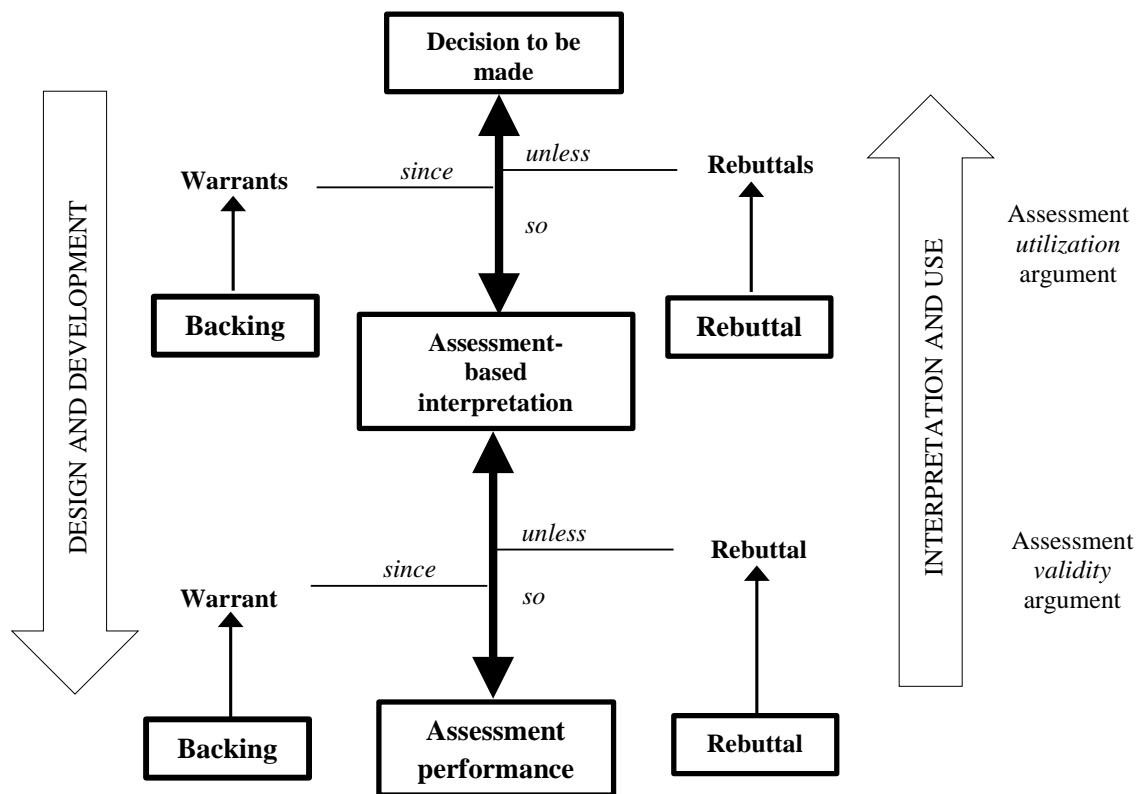 Decision to be
made
unless
Rebuttals
Warrants
since
so
Assessment
utilization
argument
Backing
Rebuttal
Assessment-
based
interpretation
DESIGN AND DEVELOPMENT
INTERPRETATION AND USE
unless
Rebuttal
Assessment
validity
argument
since
so
Warrant
Backing
Assessment
performance
Rebuttal